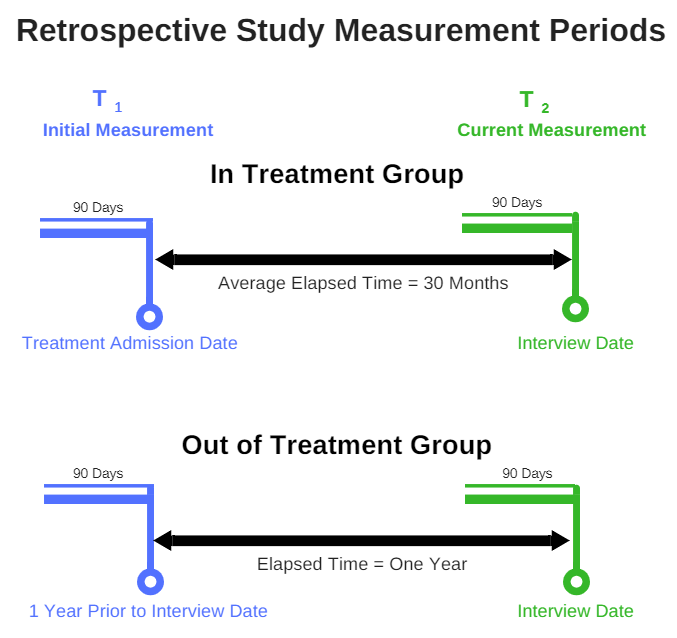 Retrospective Study Measurement Periods
T 1
Initial Measurement
T 2
Current Measurement
In Treatment Group
90 Days
90 Days
Average Elapsed Time = 30 Months
Treatment Admission Date
Interview Date
Out of Treatment Group
90 Days
90 Days
Elapsed Time = One Year
1 Year Prior to Interview Date
Interview Date